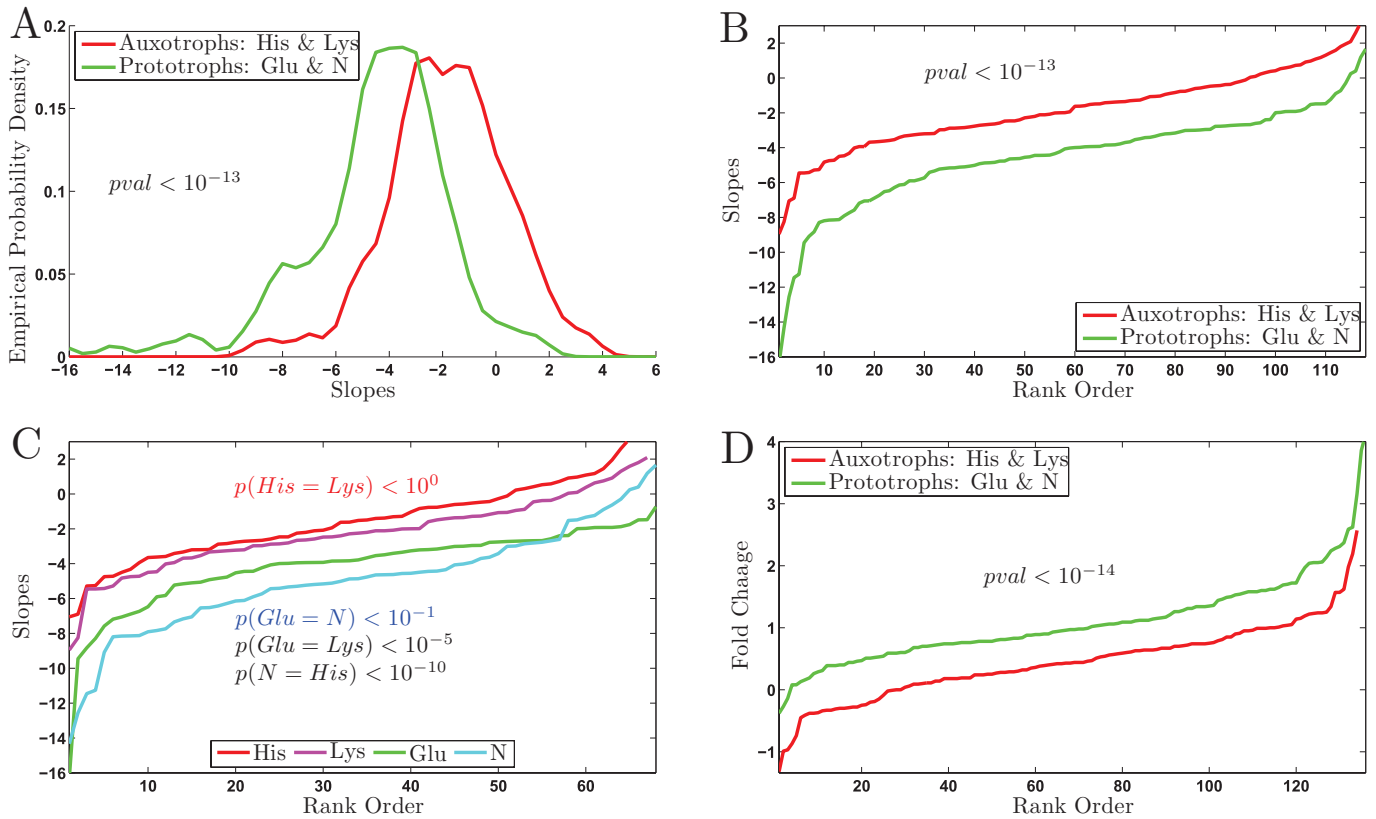 A
Empirical Probability Density
0.2
0.15
0.1
0.05
0
Auxotrophs: His & Lys
Prototrophs: Glu & N
pval < 10^{-13}
−16 −14 −12 −10 −8 −6 −4 −2 0 2 4 6
Slopes
B
Slopes
2
0
−2
−4
−6
−8
−10
−12
−14
−16
pval < 10^{-13}
Auxotrophs: His & Lys
Prototrophs: Glu & N
10 20 30 40 50 60 70 80 90 100 110
Rank Order
C
Slopes
2
0
−2
−4
−6
−8
−10
−12
−14
−16
p(His = Lys) < 10^{0}
p(Glu = N) < 10^{-1}
p(Glu = Lys) < 10^{-5}
p(N = His) < 10^{-10}
His Lys Glu N
10 20 30 40 50 60
Rank Order
D
Fold Chaage
4
3
2
1
0
−1
Auxotrophs: His & Lys
Prototrophs: Glu & N
pval < 10^{-14}
20 40 60 80 100 120
Rank Order